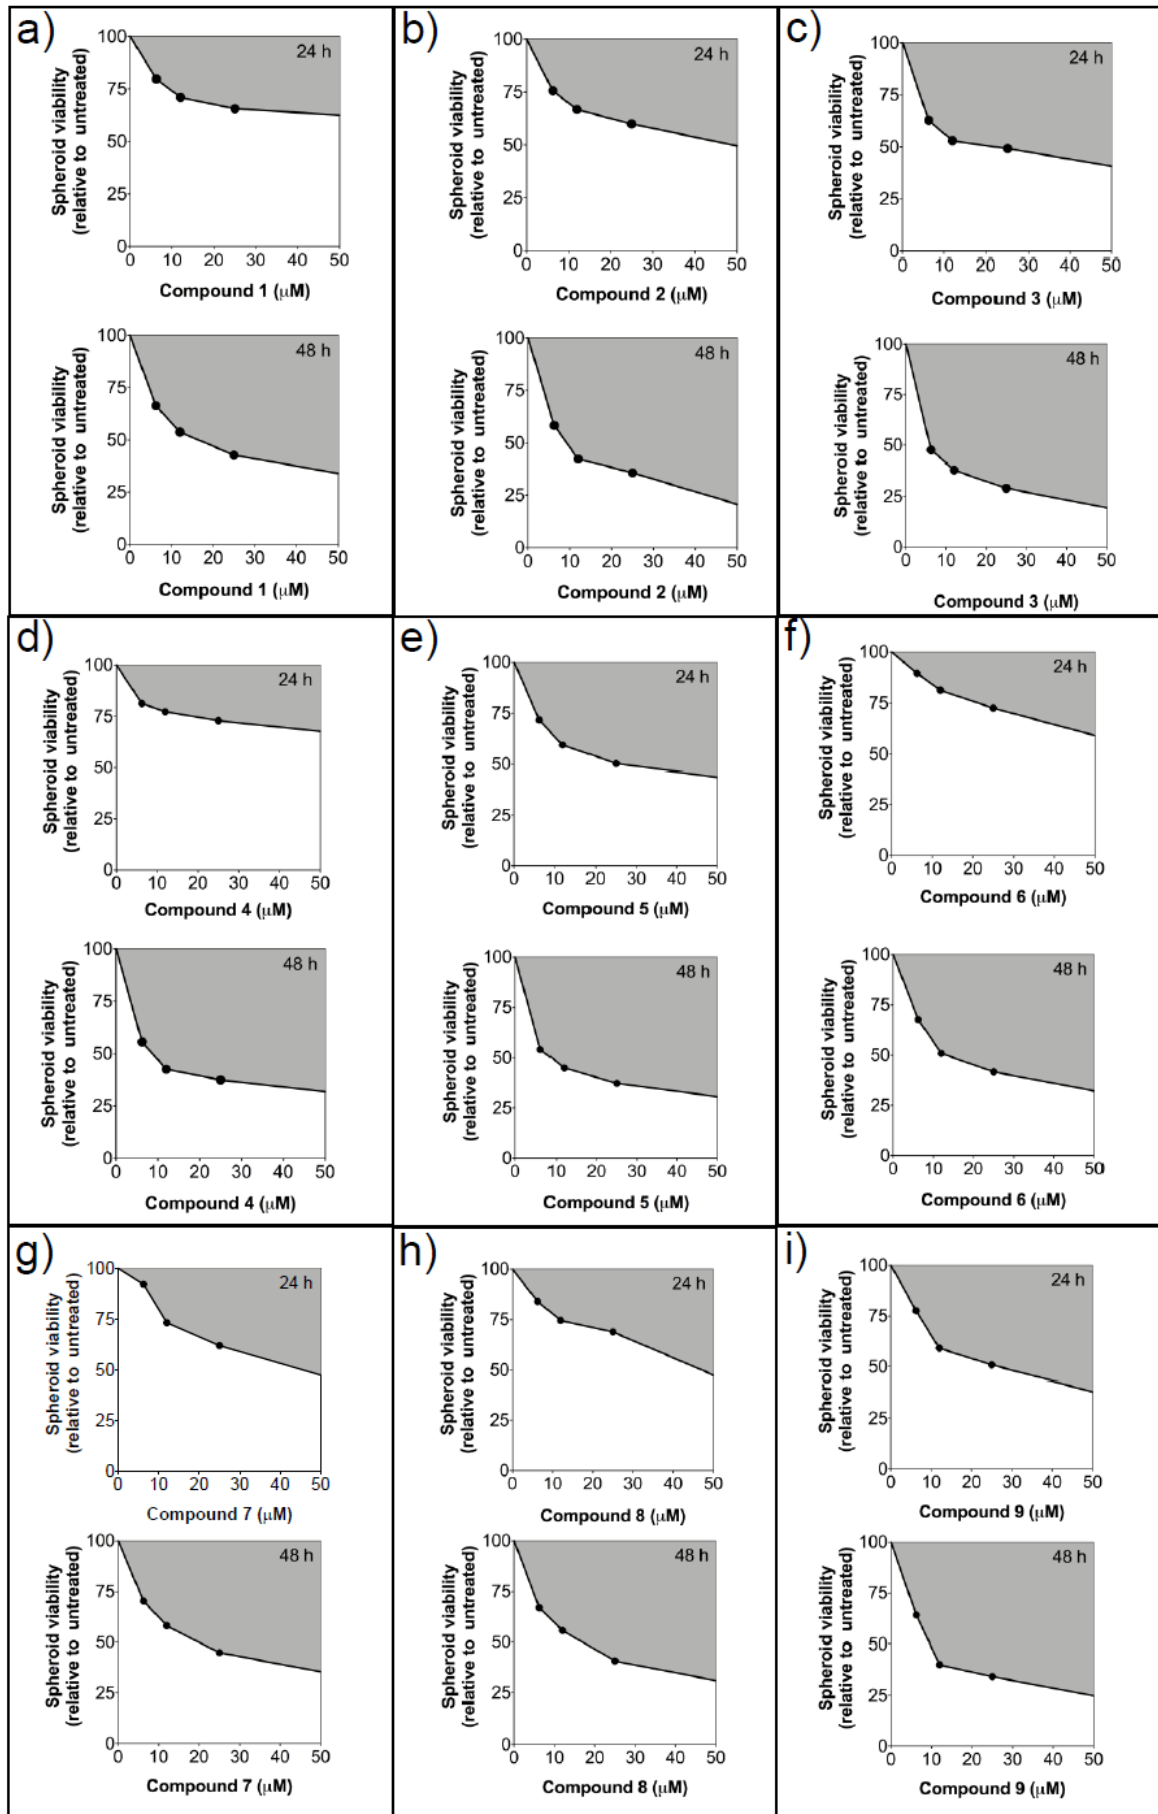 a)
100
75
50
25
0
Spheroid viability
(relative to untreated)
24 h
0 10 20 30 40 50
Compound 1 (μM)
100
75
50
25
0
Spheroid viability
(relative to untreated)
48 h
0 10 20 30 40 50
Compound 1 (μM)
b)
100
75
50
25
0
Spheroid viability
(relative to untreated)
24 h
0 10 20 30 40 50
Compound 2 (μM)
100
75
50
25
0
Spheroid viability
(relative to untreated)
48 h
0 10 20 30 40 50
Compound 2 (μM)
c)
100
75
50
25
0
Spheroid viability
(relative to untreated)
24 h
0 10 20 30 40 50
Compound 3 (μM)
100
75
50
25
0
Spheroid viability
(relative to untreated)
48 h
0 10 20 30 40 50
Compound 3 (μM)
d)
100
75
50
25
0
Spheroid viability
(relative to untreated)
24 h
0 10 20 30 40 50
Compound 4 (μM)
100
75
50
25
0
Spheroid viability
(relative to untreated)
48 h
0 10 20 30 40 50
Compound 4 (μM)
e)
100
75
50
25
0
Spheroid viability
(relative to untreated)
24 h
0 10 20 30 40 50
Compound 5 (μM)
100
75
50
25
0
Spheroid viability
(relative to untreated)
48 h
0 10 20 30 40 50
Compound 5 (μM)
f)
100
75
50
25
0
Spheroid viability
(relative to untreated)
24 h
0 10 20 30 40 50
Compound 6 (μM)
100
75
50
25
0
Spheroid viability
(relative to untreated)
48 h
0 10 20 30 40 50
Compound 6 (μM)
g)
100
75
50
25
0
Spheroid viability
(relative to untreated)
24 h
0 10 20 30 40 50
Compound 7 (μM)
100
75
50
25
0
Spheroid viability
(relative to untreated)
48 h
0 10 20 30 40 50
Compound 7 (μM)
h)
100
75
50
25
0
Spheroid viability
(relative to untreated)
24 h
0 10 20 30 40 50
Compound 8 (μM)
100
75
50
25
0
Spheroid viability
(relative to untreated)
48 h
0 10 20 30 40 50
Compound 8 (μM)
i)
100
75
50
25
0
Spheroid viability
(relative to untreated)
24 h
0 10 20 30 40 50
Compound 9 (μM)
100
75
50
25
0
Spheroid viability
(relative to untreated)
48 h
0 10 20 30 40 50
Compound 9 (μM)